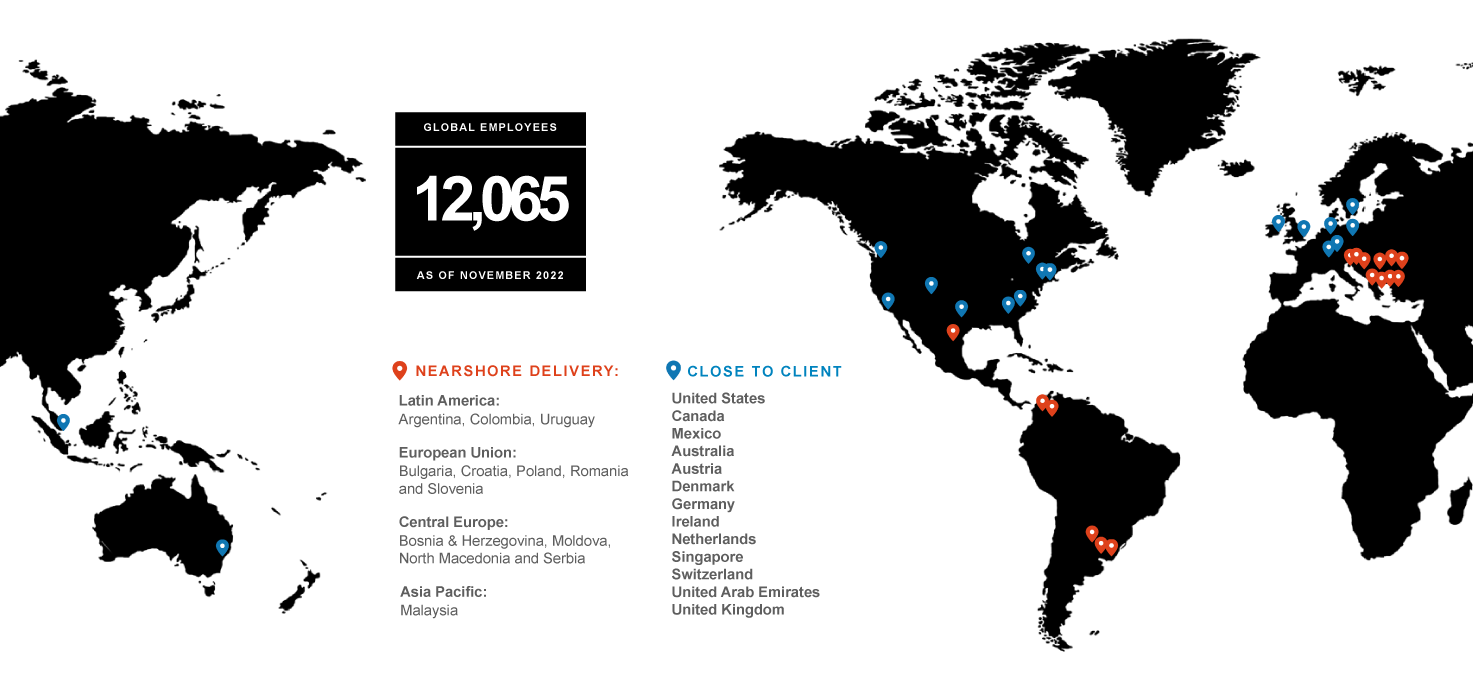 GLOBAL EMPLOYEES
12,065
AS OF NOVEMBER 2022
NEARSHORE DELIVERY:
Latin America:
Argentina, Colombia, Uruguay
European Union:
Bulgaria, Croatia, Poland, Romania
and Slovenia
Central Europe:
Bosnia & Herzegovina, Moldova,
North Macedonia and Serbia
Asia Pacific:
Malaysia
CLOSE TO CLIENT
United States
Canada
Mexico
Australia
Austria
Denmark
Germany
Ireland
Netherlands
Singapore
Switzerland
United Arab Emirates
United Kingdom